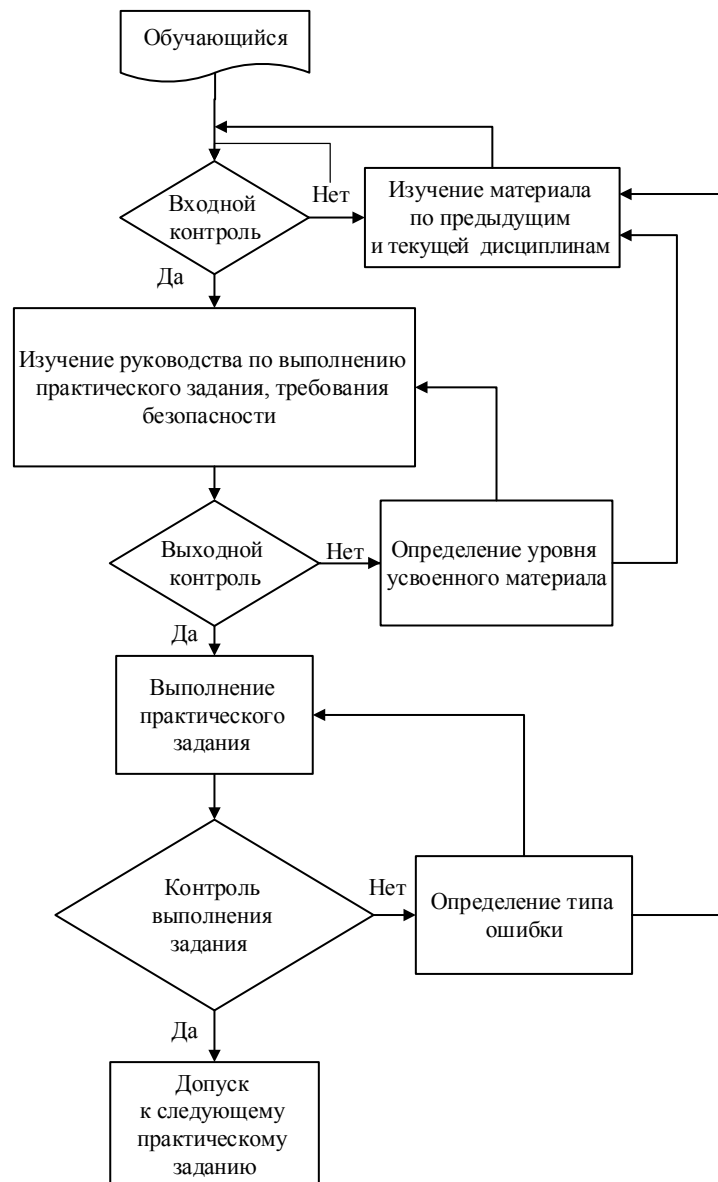 Обучающийся
Входной
контроль
Нет
Изучение материала
по предыдущим
и текущей дисциплинам
Да
Изучение руководства по выполнению
практического задания, требования
безопасности
Выходной
контроль
Нет
Определение уровня
усвоенного материала
Да
Выполнение
практического
задания
Контроль
выполнения
задания
Нет
Определение типа
ошибки
Да
Допуск
к следующему
практическому
заданию